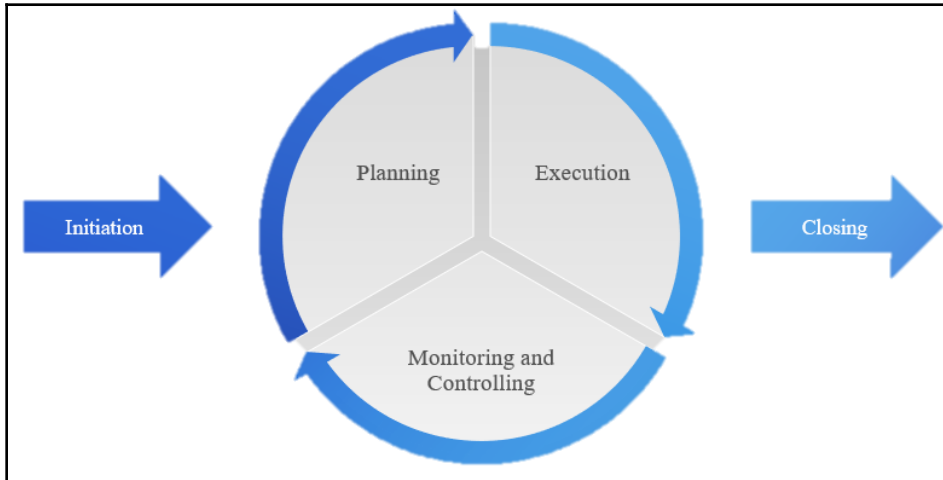 Planning
Execution
Initiation
Closing
Monitoring and
Controlling